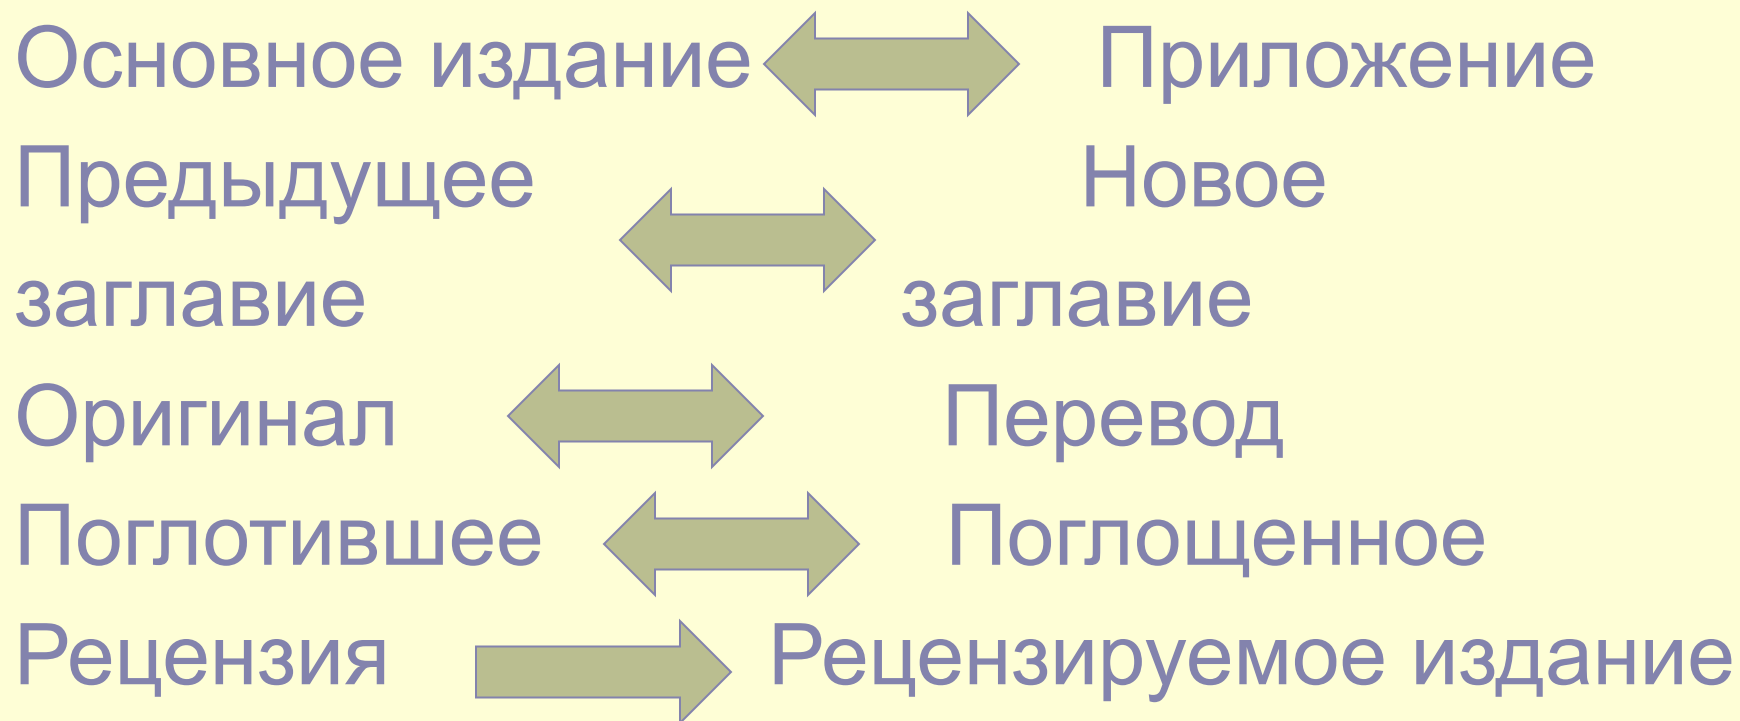 Основное издание Приложение
Предыдущее Новое
заглавие заглавие
Оригинал Перевод
Поглотившее Поглощенное
Рецензия Рецензируемое издание